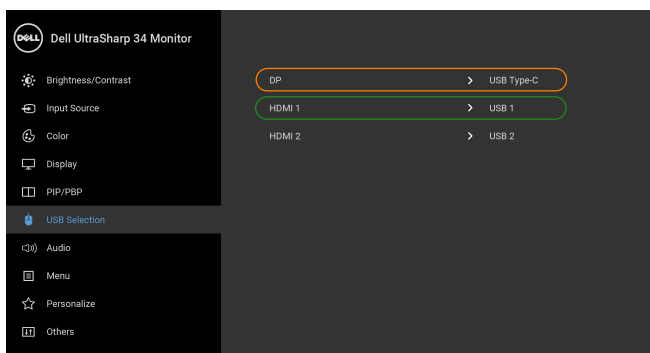 DELL Dell UltraSharp 34 Monitor
Brightness/Contrast
DP USB Type-C
Input Source
HDMI 1 USB 1
Color
HDMI 2 USB 2
Display
PIP/PBP
USB Selection
Audio
Menu
Personalize
Others